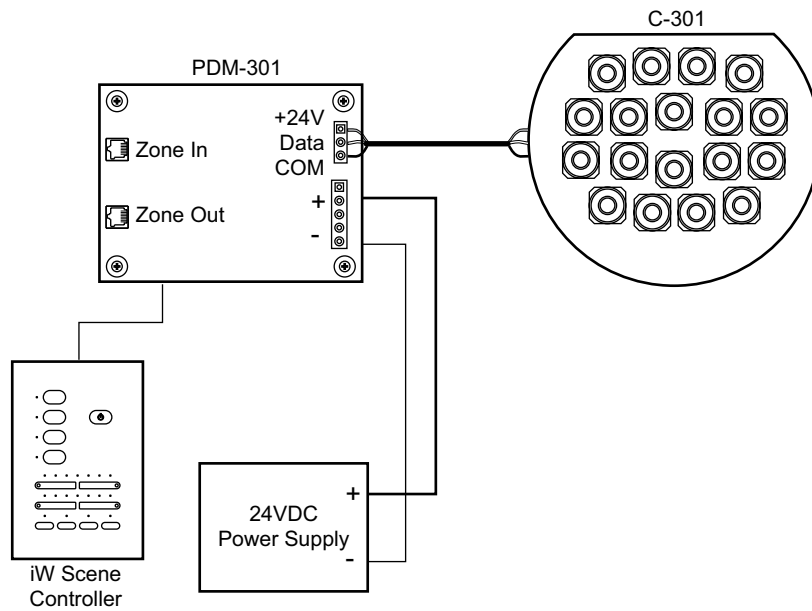 C-301
PDM-301
+24V
Data
COM
Zone In
Zone Out
+
-
+
24VDC
Power Supply
-
iW Scene
Controller